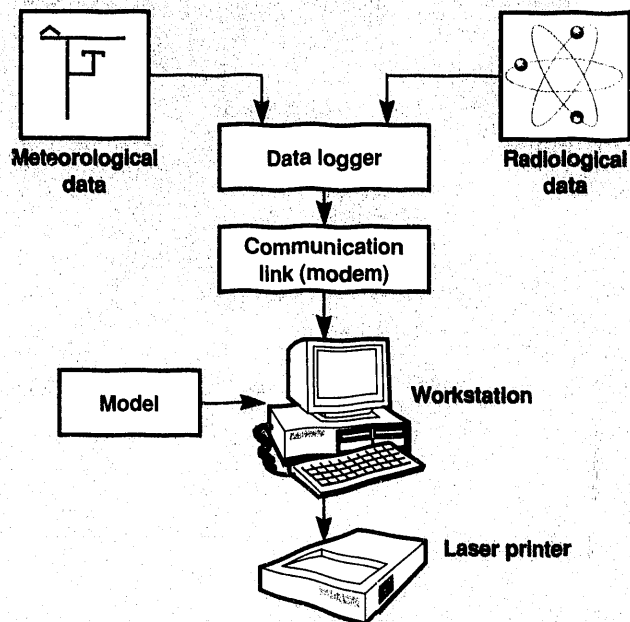 Meteorological
data
Data logger
Radiological
data
Communication
link (modem)
Model
Workstation
Laser printer